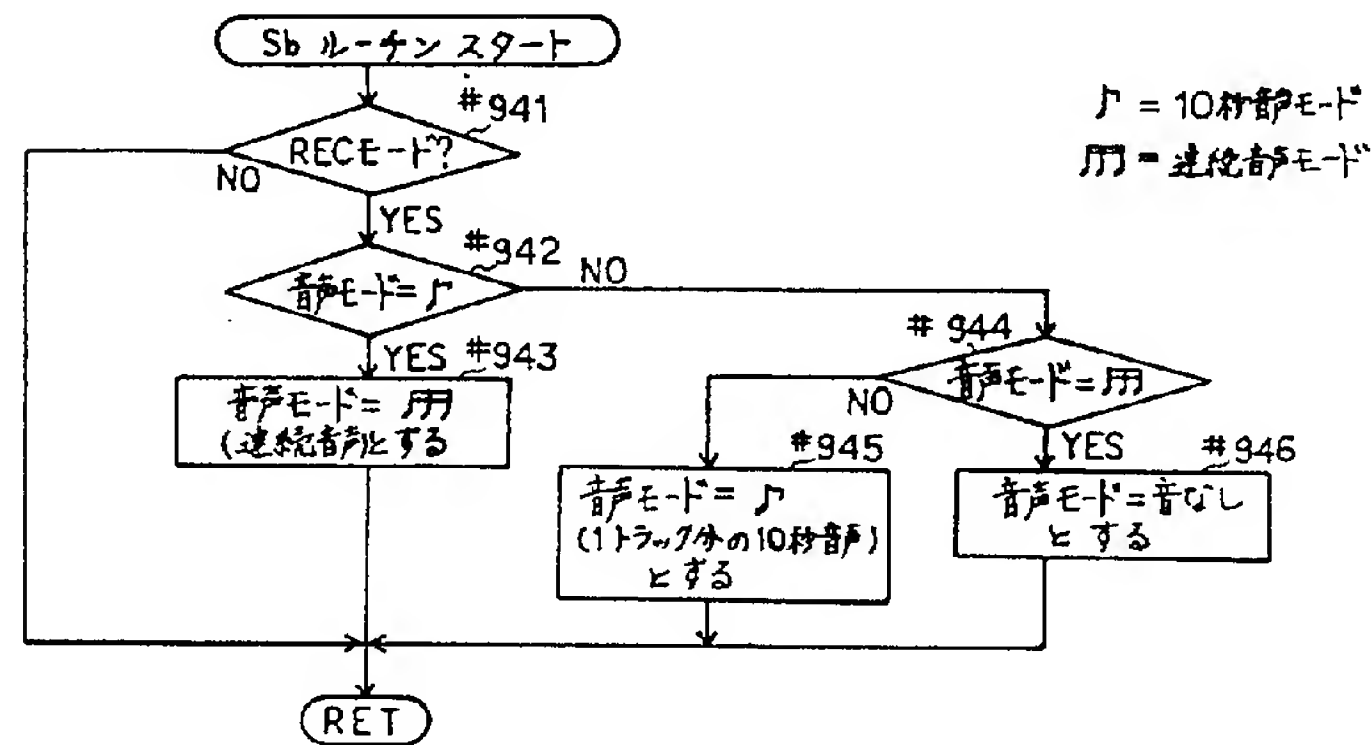 Sb ルーチン スタート
#941
RECモード?
NO
YES
♪ = 10秒音声モード
♬ = 連続音声モード
#942
音声モード= ♪
NO
YES
#943
音声モード= ♬
(連続音声)とする
#944
音声モード= ♬
NO
YES
#945
音声モード= ♪
(1トラック分の10秒音声)
とする
#946
音声モード=音なし
とする
RET